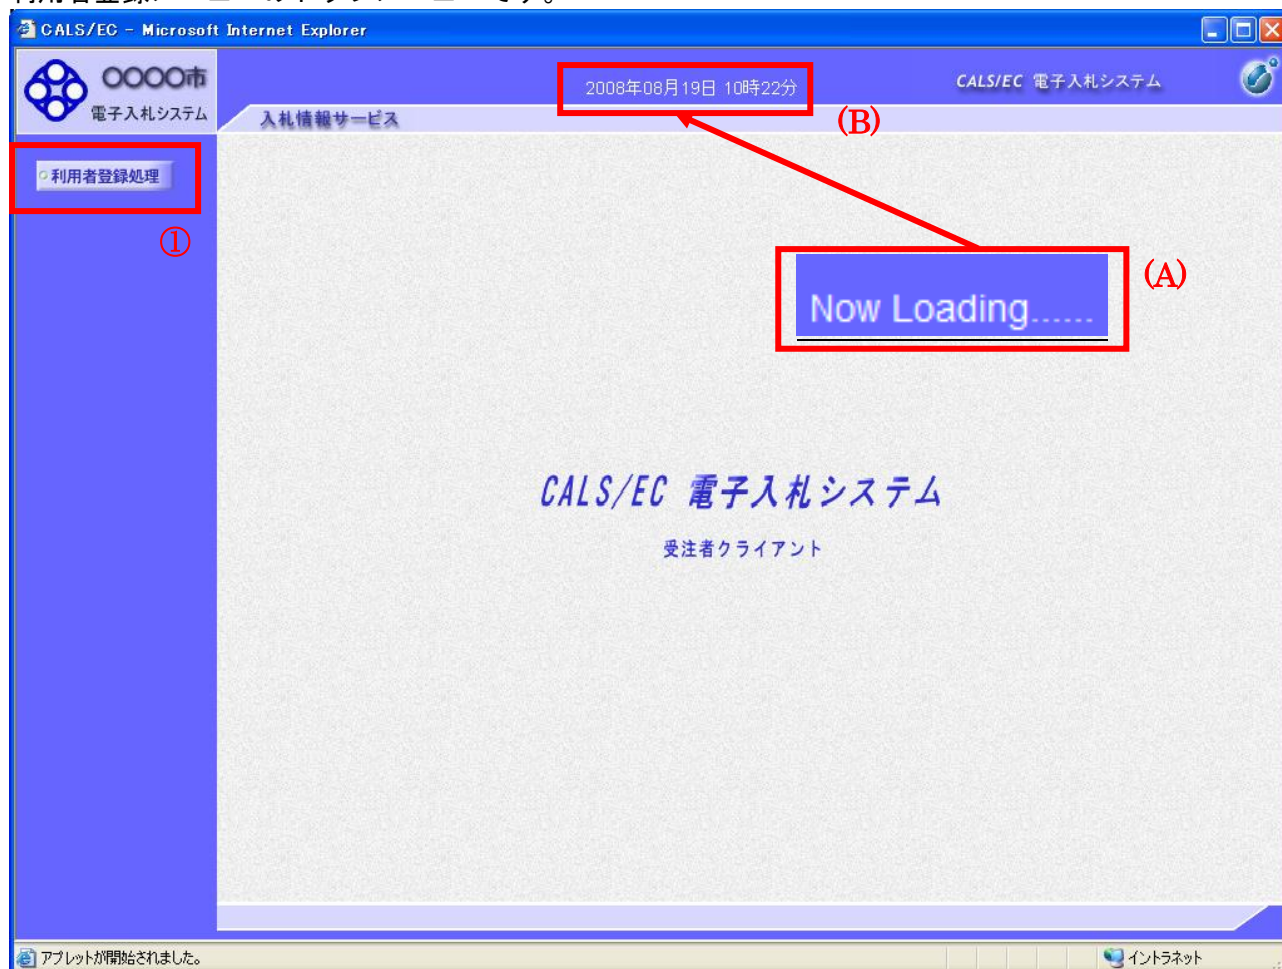 CALS/EC - Microsoft Internet Explorer
〇〇〇〇市
電子入札システム
2008年08月19日 10時22分
CALS/EC 電子入札システム
入札情報サービス
(B)
利用者登録処理
①
(A)
Now Loading......
CALS/EC 電子入札システム
受注者クライアント
アプレットが開始されました。
イントラネット